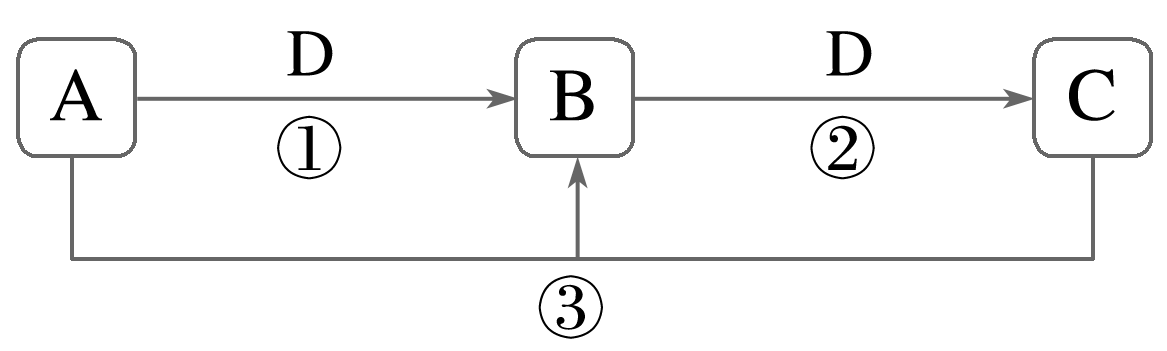 D D
A B C
① ②
③